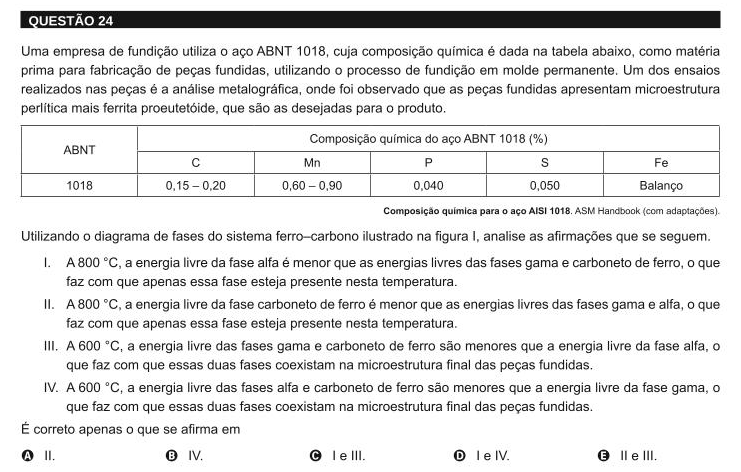 QUESTÃO 24
Uma empresa de fundição utiliza o aço ABNT 1018, cuja composição química é dada na tabela abaixo, como matéria
prima para fabricação de peças fundidas, utilizando o processo de fundição em molde permanente. Um dos ensaios
realizados nas peças é a análise metalográfica, onde foi observado que as peças fundidas apresentam microestrutura
perlítica mais ferrita proeutetóide, que são as desejadas para o produto.
ABNT
Composição química do aço ABNT 1018 (%)
C Mn P S Fe
1018 0,15 – 0,20 0,60 – 0,90 0,040 0,050 Balanço
Composição química para o aço AISI 1018. ASM Handbook (com adaptações).
Utilizando o diagrama de fases do sistema ferro–carbono ilustrado na figura I, analise as afirmações que se seguem.
I. A 800 °C, a energia livre da fase alfa é menor que as energias livres das fases gama e carboneto de ferro, o que
faz com que apenas essa fase esteja presente nesta temperatura.
II. A 800 °C, a energia livre da fase carboneto de ferro é menor que as energias livres das fases gama e alfa, o que
faz com que apenas essa fase esteja presente nesta temperatura.
III. A 600 °C, a energia livre das fases gama e carboneto de ferro são menores que a energia livre da fase alfa, o
que faz com que essas duas fases coexistam na microestrutura final das peças fundidas.
IV. A 600 °C, a energia livre das fases alfa e carboneto de ferro são menores que a energia livre da fase gama, o
que faz com que essas duas fases coexistam na microestrutura final das peças fundidas.
É correto apenas o que se afirma em
A II. B IV. C I e III. D I e IV. E II e III.